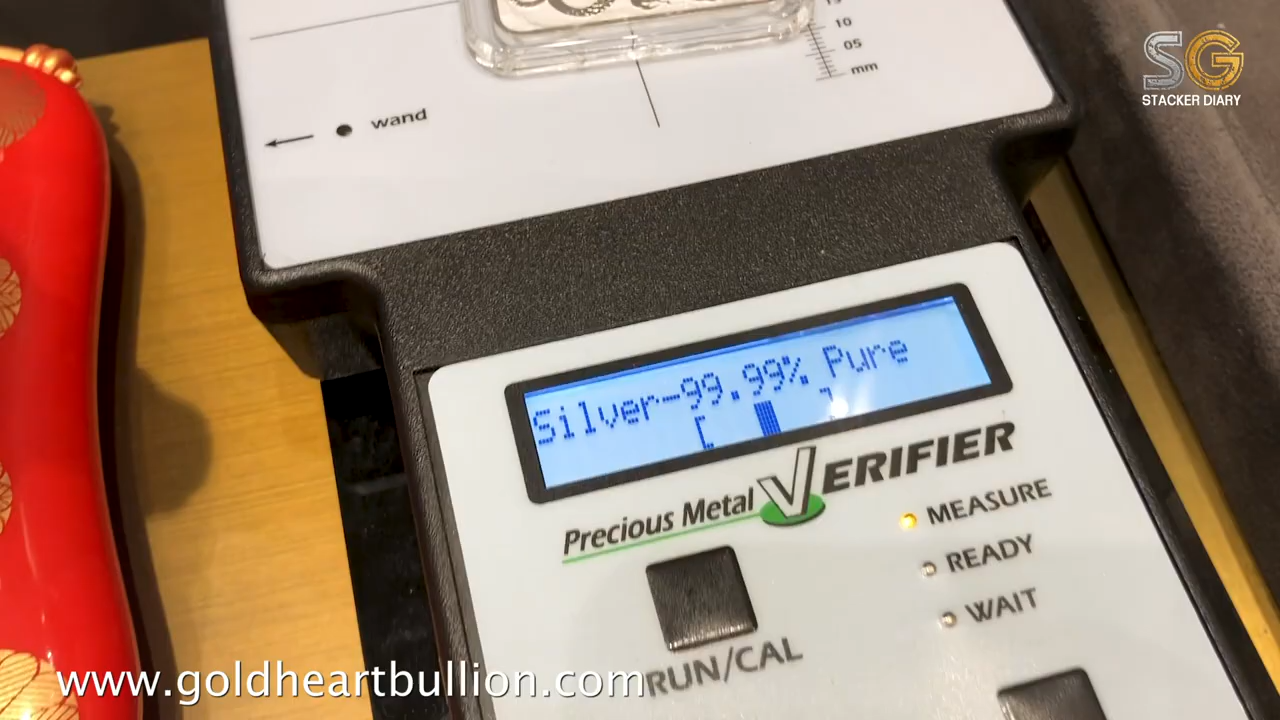 15
10
05
mm
wand
SG
STACKER DIARY
Silver-99.99% Pure
[ ]
Precious Metal VERIFIER
MEASURE
READY
WAIT
RUN/CAL
www.goldheartbullion.com